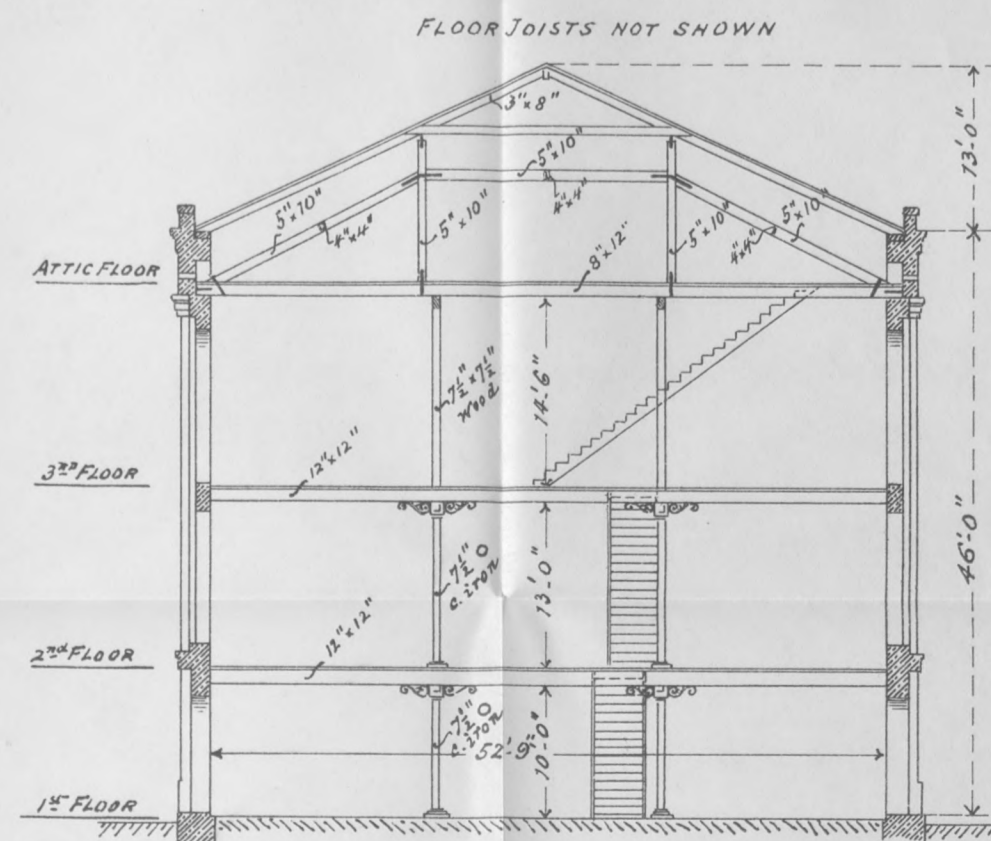 FLOOR JOISTS NOT SHOWN
3"x8"
13'-0"
5"x10"
4"x4"
5"x10"
4"x4"
5"x10"
5"x10"
4"x4"
5"x10"
8"x12"
ATTIC FLOOR
7½"x7½"
Wood
14'-6"
12"x12"
3RD FLOOR
46'-0"
7½" O
c. iron
13'-0"
12"x12"
2nd FLOOR
7½" O
c. iron
10'-0"
52'-9"
1st FLOOR